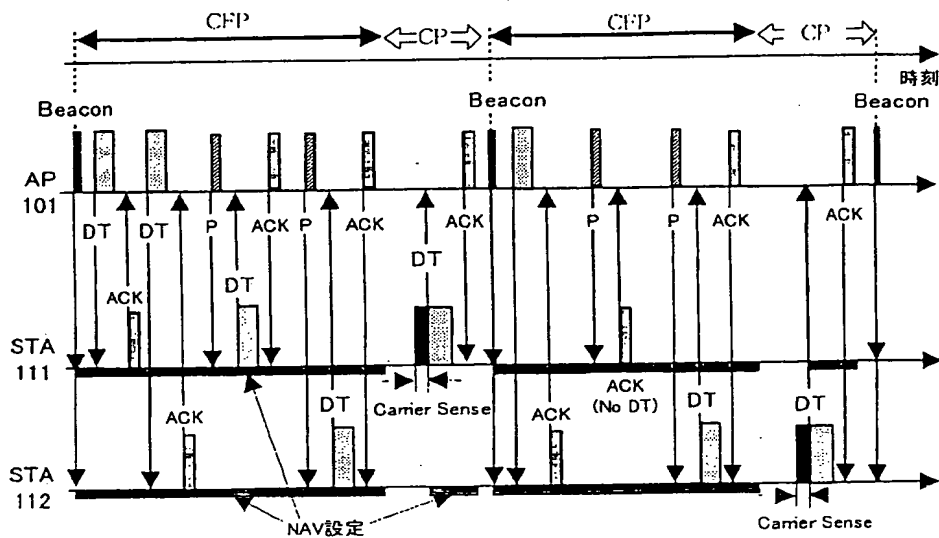 CFP
CP
CFP
CP
時刻
Beacon
Beacon
Beacon
AP
101
DT
DT
P
ACK
P
ACK
ACK
P
P
ACK
ACK
DT
ACK
DT
STA
111
Carrier Sense
ACK
(No DT)
ACK
DT
ACK
DT
DT
STA
112
NAV設定
Carrier Sense